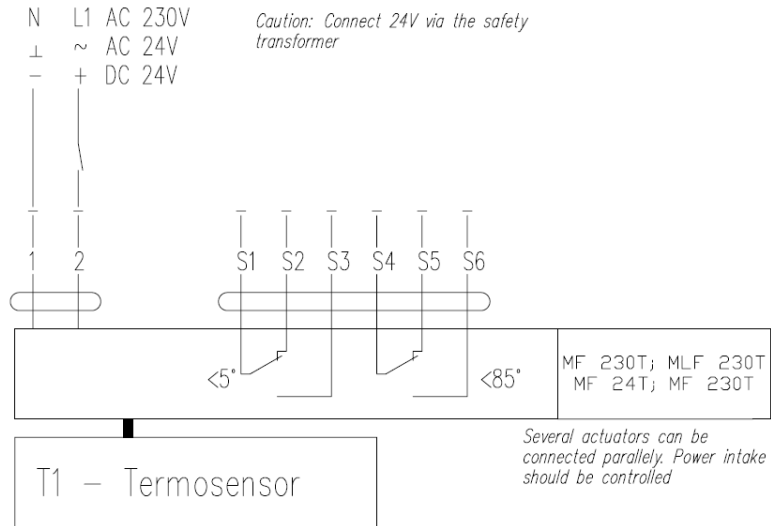 N L1 AC 230V
⊥ ~ AC 24V
– + DC 24V
Caution: Connect 24V via the safety
transformer
1 2 S1 S2 S3 S4 S5 S6
<5° <85°
MF 230T; MLF 230T
MF 24T; MF 230T
Several actuators can be
connected parallely. Power intake
should be controlled
T1 – Termosensor